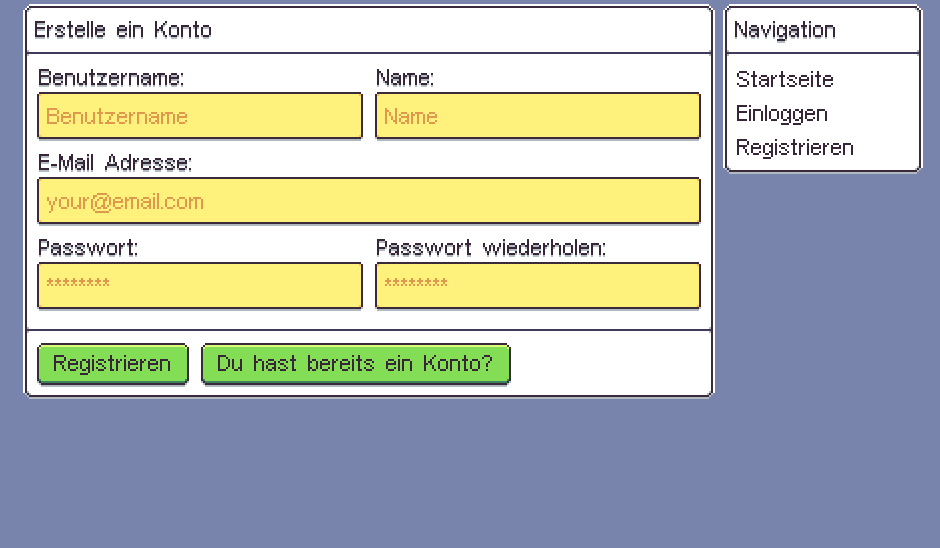 Erstelle ein Konto
Benutzername:
Name:
Benutzername
Name
E-Mail Adresse:
your@email.com
Passwort:
Passwort wiederholen:
********
********
Registrieren
Du hast bereits ein Konto?
Navigation
Startseite
Einloggen
Registrieren